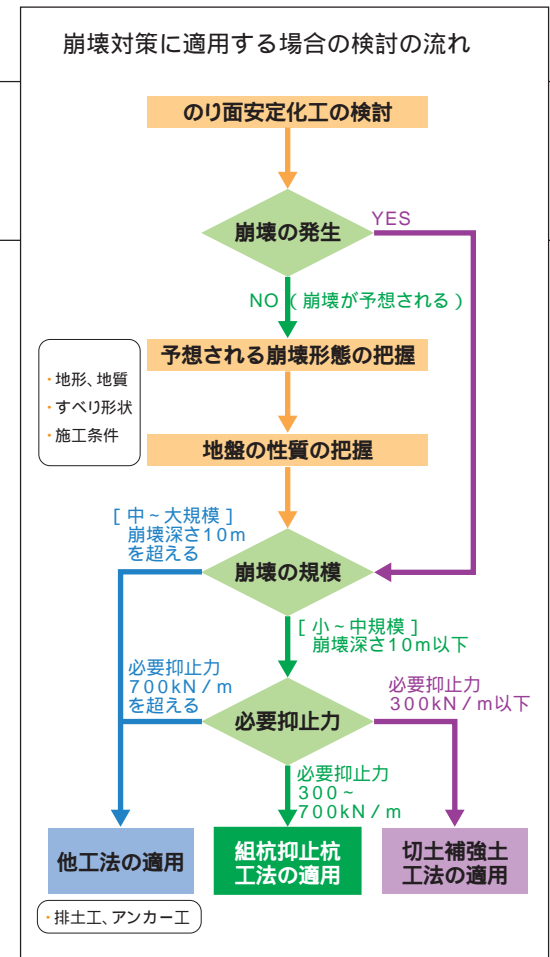 崩壊対策に適用する場合の検討の流れ
のり面安定化工の検討
崩壊の発生
YES
NO（崩壊が予想される）
予想される崩壊形態の把握
・地形、地質
・すべり形状
・施工条件
地盤の性質の把握
［中～大規模］
崩壊深さ10m
を超える
崩壊の規模
［小～中規模］
崩壊深さ10m以下
必要抑止力
700kN／m
を超える
必要抑止力
必要抑止力
300kN／m以下
必要抑止力
300～
700kN／m
他工法の適用
組杭抑止杭
工法の適用
切土補強土
工法の適用
・排土工、アンカー工